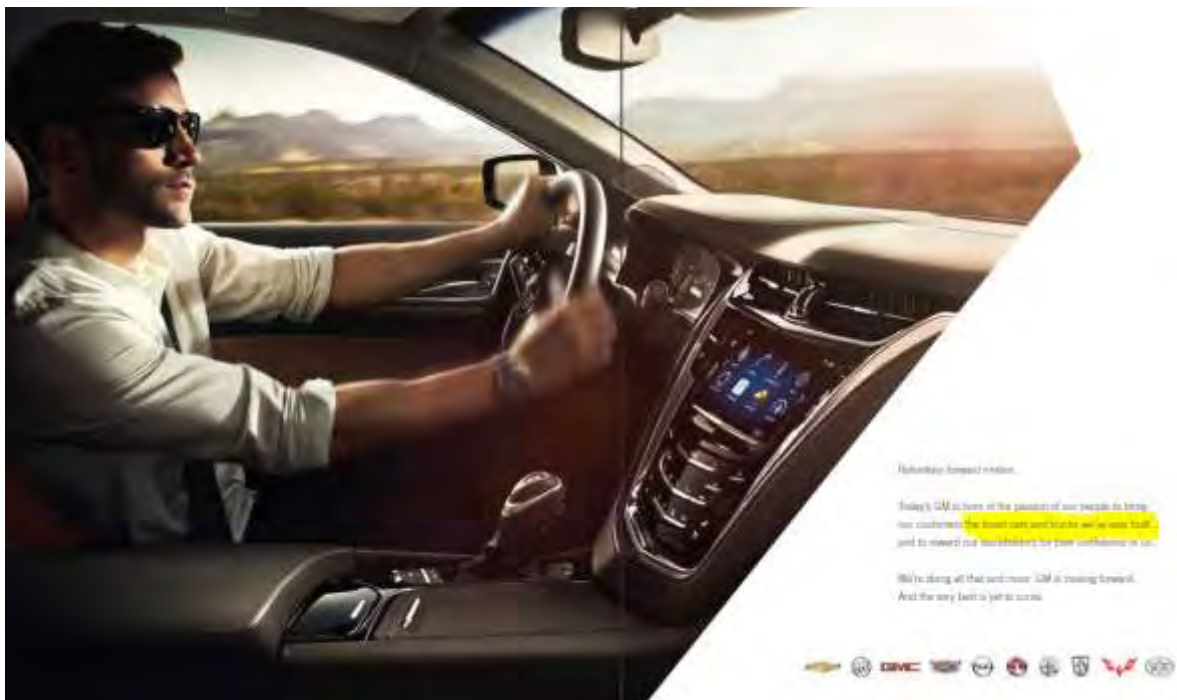 Relentless forward motion.
Today's GM is born of the passion of our people to bring
our customers the finest cars and trucks we've ever built
and to reward our stockholders for their confidence in us.
We're doing all that and more. GM is moving forward.
And the very best is yet to come.
GMC